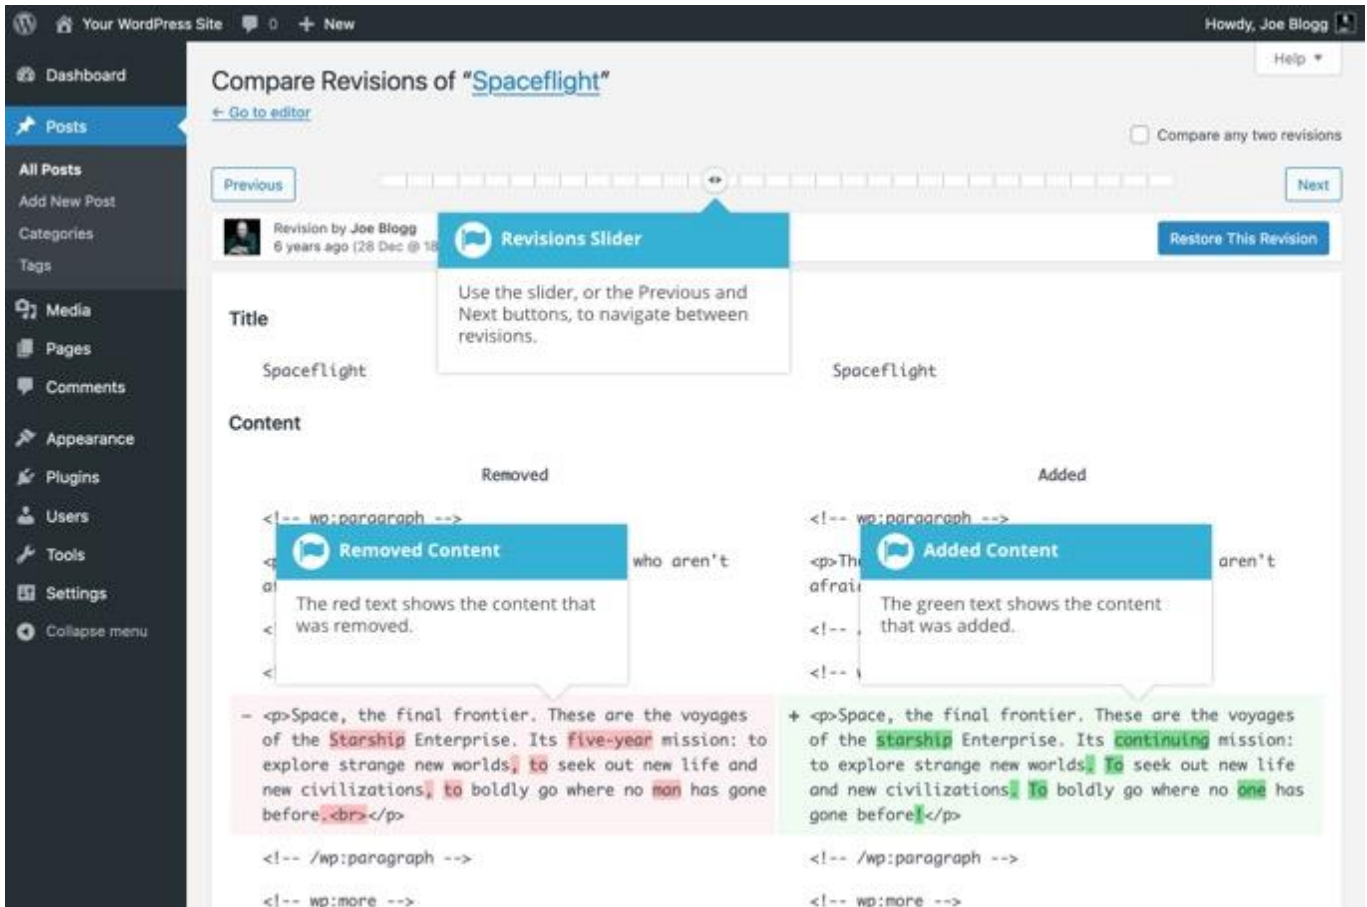 Your WordPress Site 0 + New Howdy, Joe Blogg
Help
Dashboard
Posts
All Posts
Add New Post
Categories
Tags
Media
Pages
Comments
Appearance
Plugins
Users
Tools
Settings
Collapse menu
Compare Revisions of “Spaceflight”
← Go to editor
Compare any two revisions
Previous
Next
Revision by Joe Blogg
6 years ago (28 Dec @ 18
Restore This Revision
Revisions Slider
Use the slider, or the Previous and
Next buttons, to navigate between
revisions.
Title
Spaceflight Spaceflight
Content
Removed Added
<!-- wp:paragraph --> <!-- wp:paragraph -->
Removed Content
who aren't
The red text shows the content that
was removed.
Added Content
<p>Th aren't
afrai
The green text shows the content
that was added.
<!--
<!--
- <p>Space, the final frontier. These are the voyages
of the Starship Enterprise. Its five-year mission: to
explore strange new worlds, to seek out new life and
new civilizations, to boldly go where no man has gone
before.<br></p>
+ <p>Space, the final frontier. These are the voyages
of the starship Enterprise. Its continuing mission:
to explore strange new worlds. To seek out new life
and new civilizations. To boldly go where no one has
gone before!</p>
<!-- /wp:paragraph --> <!-- /wp:paragraph -->
<!-- wp:more --> <!-- wp:more -->